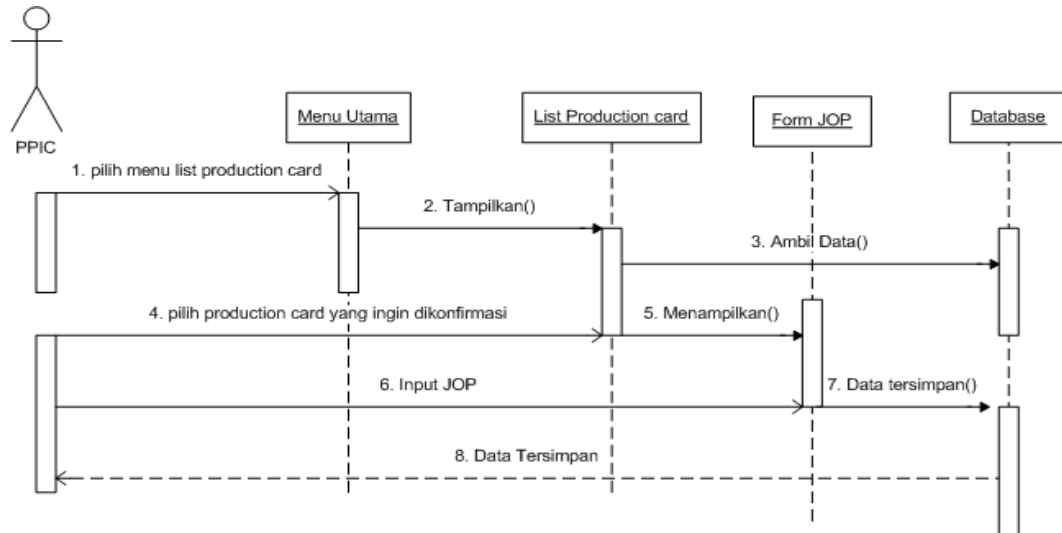 PPIC
Menu Utama
List Production card
Form JOP
Database
1. pilih menu list production card
2. Tampilkan()
3. Ambil Data()
4. pilih production card yang ingin dikonfirmasi
5. Menampilkan()
6. Input JOP
7. Data tersimpan()
8. Data Tersimpan